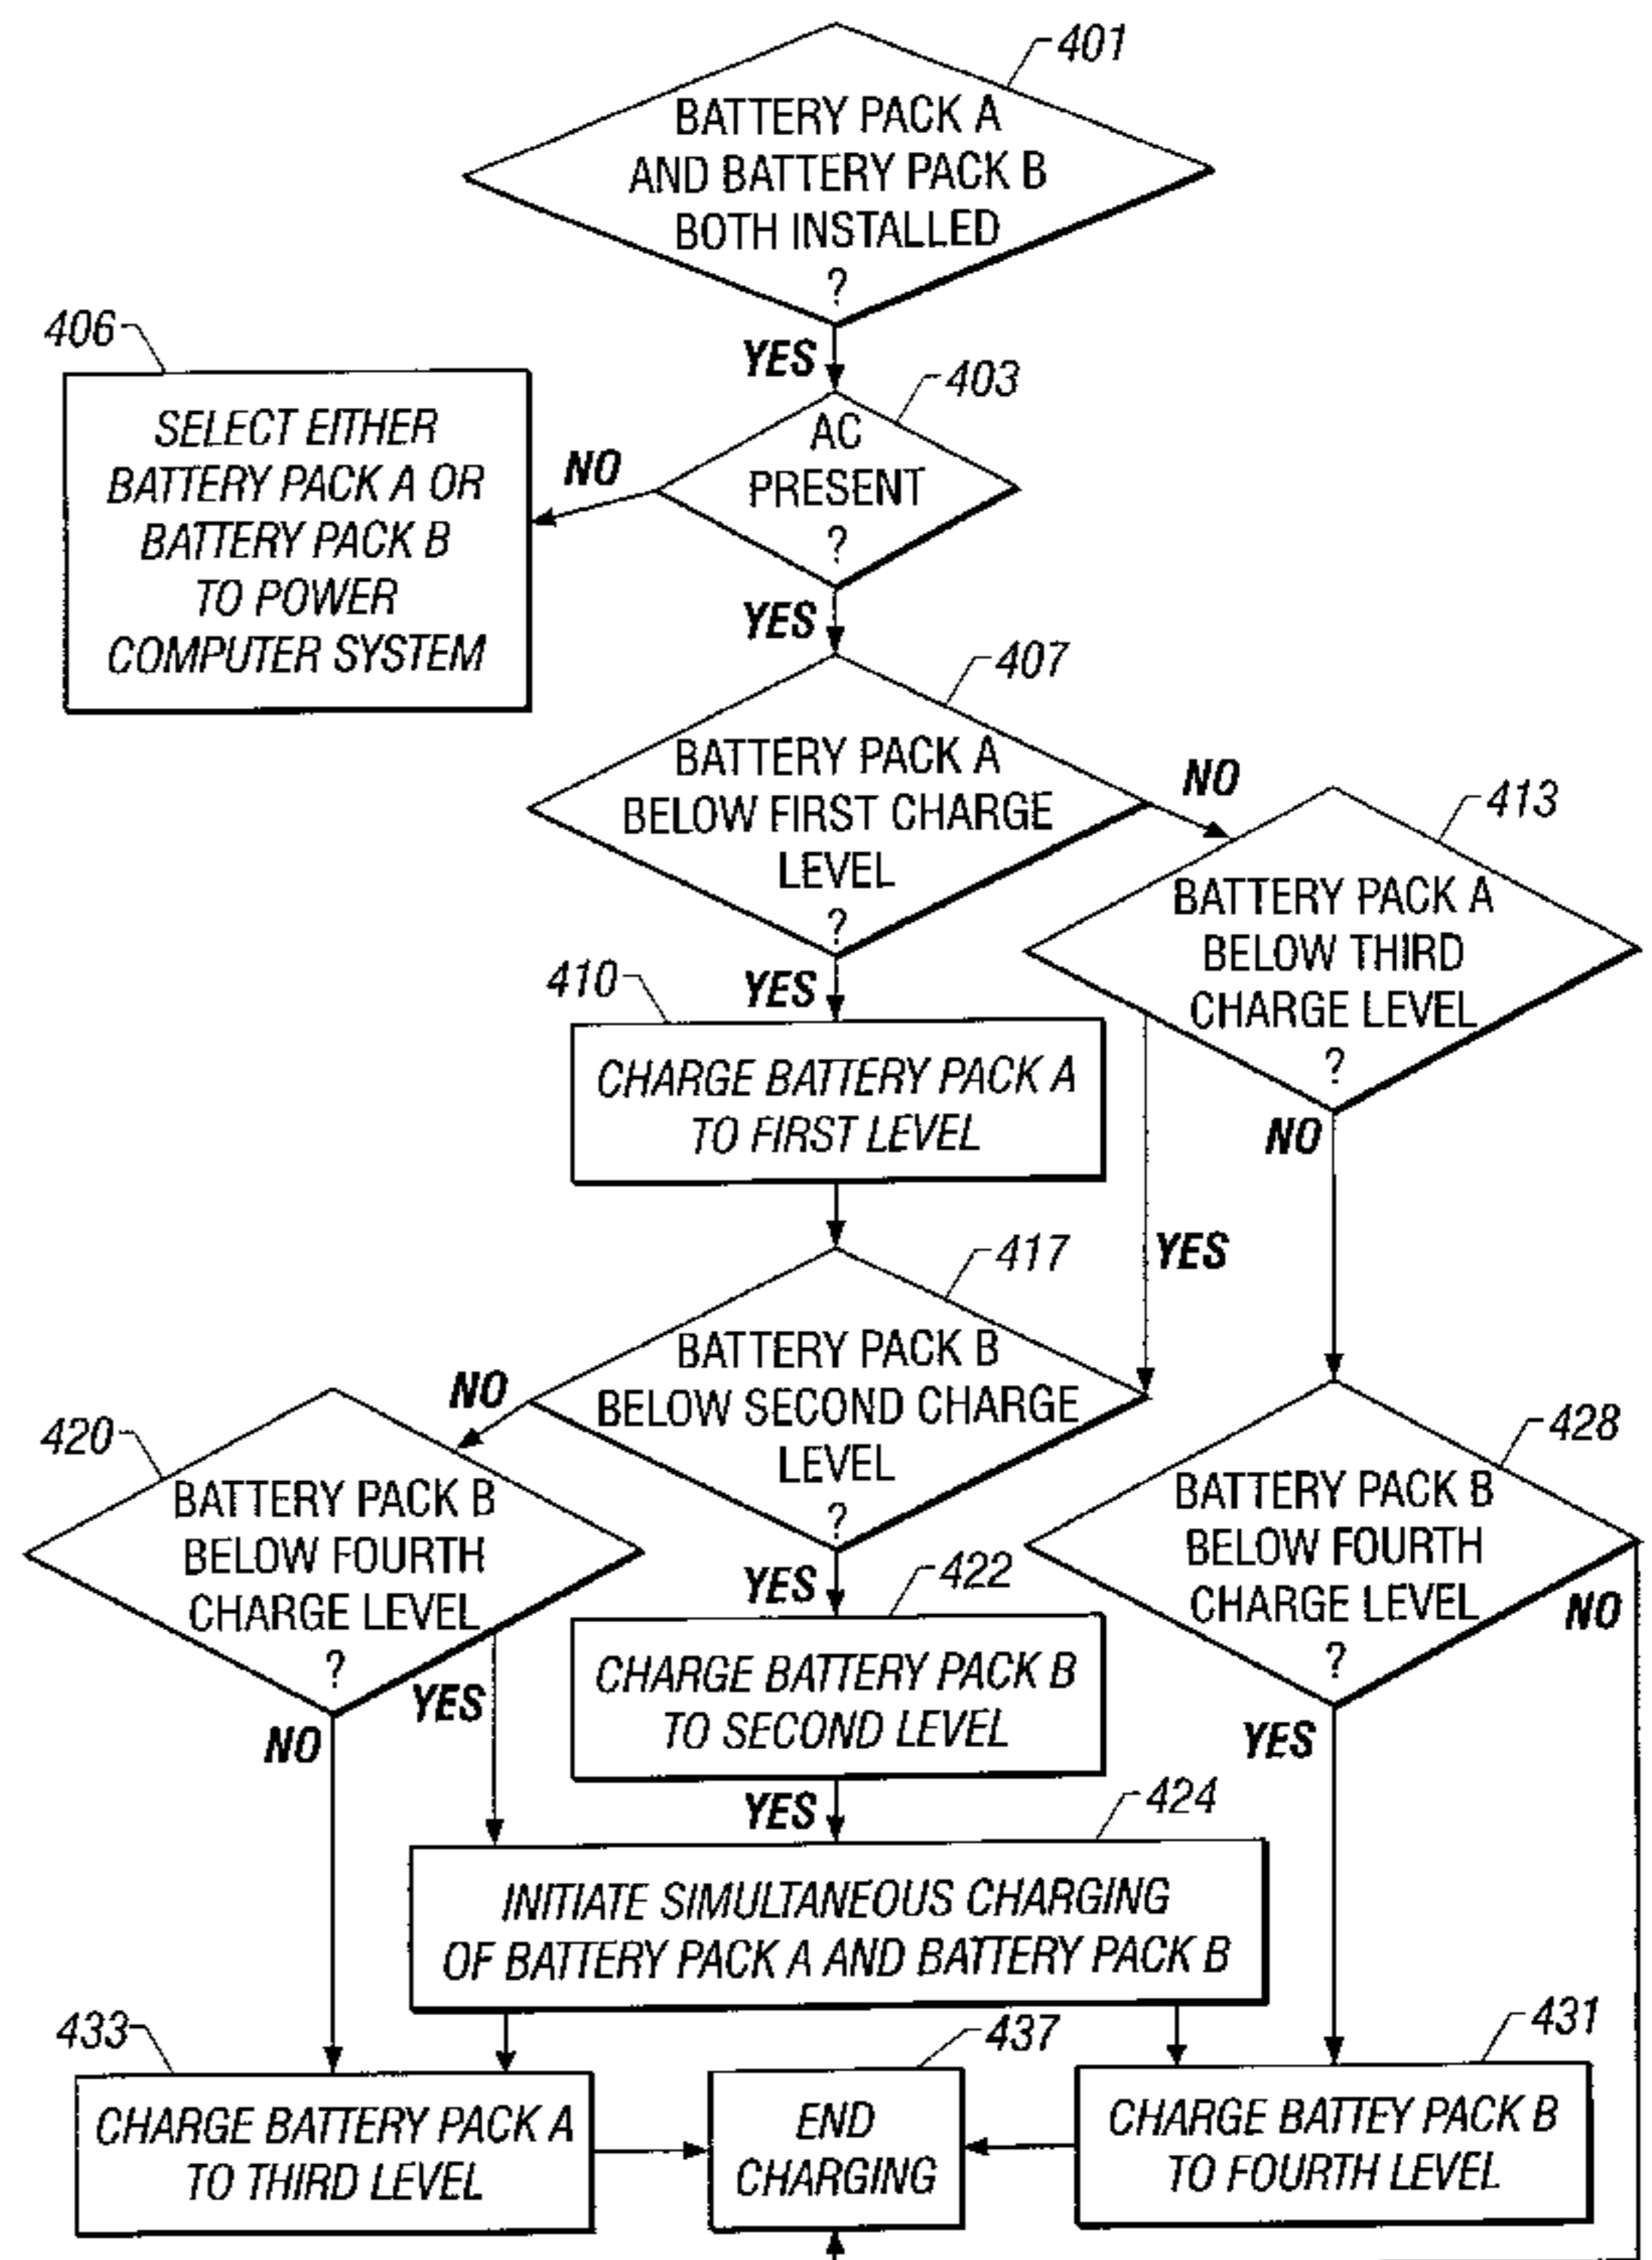 401
BATTERY PACK A
AND BATTERY PACK B
BOTH INSTALLED
?
YES
403
AC
PRESENT
?
NO
406
SELECT EITHER
BATTERY PACK A OR
BATTERY PACK B
TO POWER
COMPUTER SYSTEM
YES
407
BATTERY PACK A
BELOW FIRST CHARGE
LEVEL
?
NO
413
BATTERY PACK A
BELOW THIRD
CHARGE LEVEL
?
NO
YES
YES
410
CHARGE BATTERY PACK A
TO FIRST LEVEL
417
BATTERY PACK B
BELOW SECOND CHARGE
LEVEL
?
NO
420
BATTERY PACK B
BELOW FOURTH
CHARGE LEVEL
?
NO
YES
YES
422
CHARGE BATTERY PACK B
TO SECOND LEVEL
YES
424
INITIATE SIMULTANEOUS CHARGING
OF BATTERY PACK A AND BATTERY PACK B
428
BATTERY PACK B
BELOW FOURTH
CHARGE LEVEL
?
NO
YES
433
CHARGE BATTERY PACK A
TO THIRD LEVEL
437
END
CHARGING
431
CHARGE BATTEY PACK B
TO FOURTH LEVEL